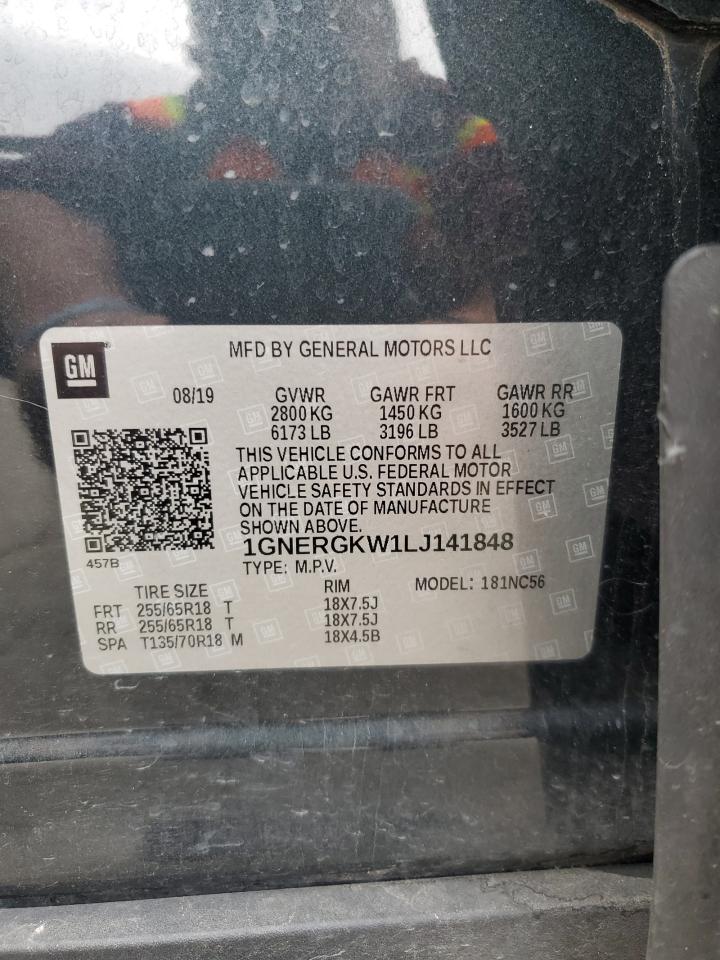 GM
MFD BY GENERAL MOTORS LLC
08/19 GVWR GAWR FRT GAWR RR
2800 KG 1450 KG 1600 KG
6173 LB 3196 LB 3527 LB
THIS VEHICLE CONFORMS TO ALL
APPLICABLE U.S. FEDERAL MOTOR
VEHICLE SAFETY STANDARDS IN EFFECT
ON THE DATE OF MANUFACTURE
SHOWN ABOVE.
1GNERGKW1LJ141848
457B
TYPE: M.P.V.
TIRE SIZE RIM MODEL: 181NC56
FRT 255/65R18 T 18X7.5J
RR 255/65R18 T 18X7.5J
SPA T135/70R18 M 18X4.5B